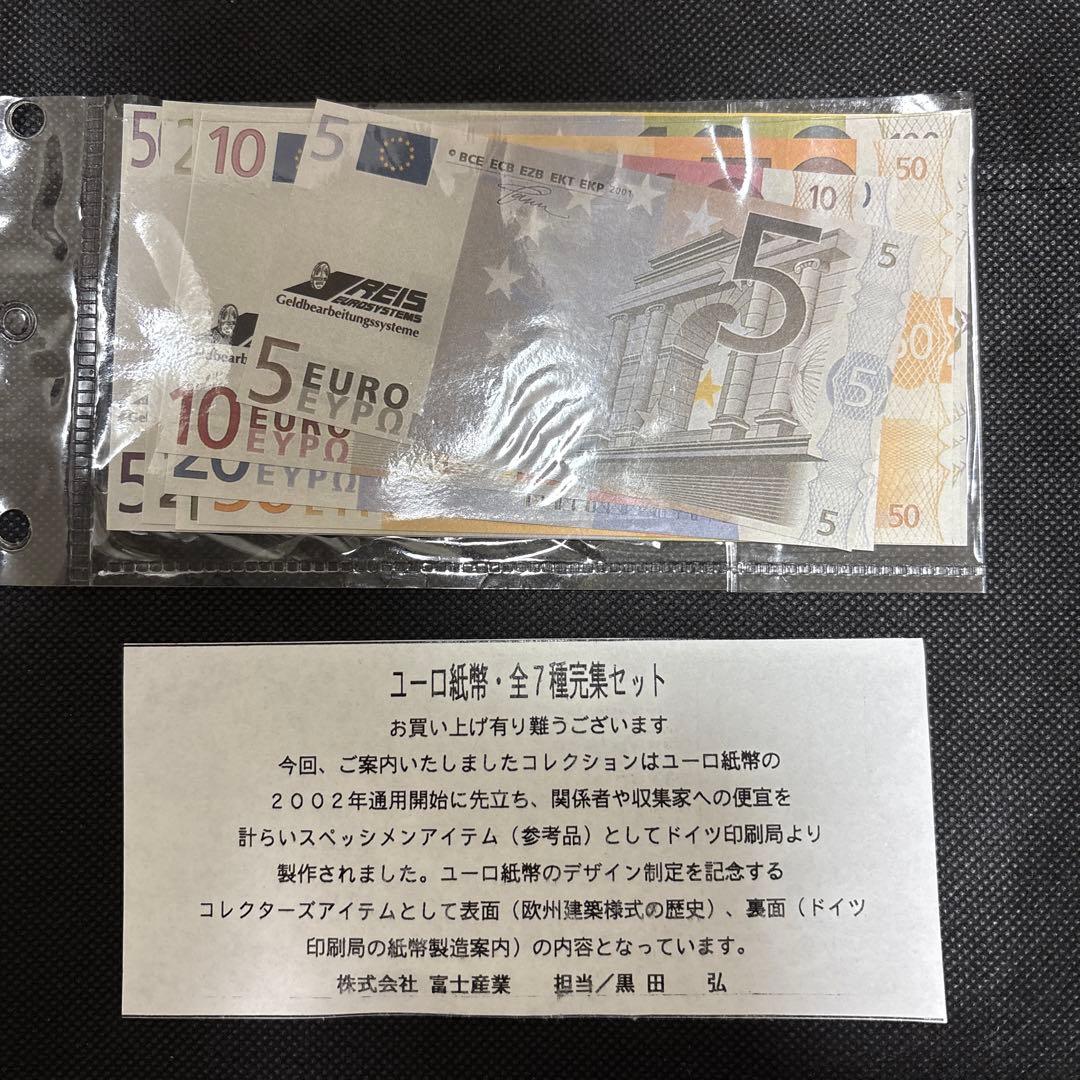 50
2
10
5
© BCE ECB EZB EKT EKP 2001
100
50
10
5
5
REIS
EUROSYSTEMS
Geldbearbeitungssysteme
5 EURO
ΕΥΡΩ
10 EURO
ΕΥΡΩ
20
ΕΥΡΩ
5
50
5
50
ユーロ紙幣・全7種完集セット
お買い上げ有り難うございます
今回、ご案内いたしましたコレクションはユーロ紙幣の
2002年通用開始に先立ち、関係者や収集家への便宜を
計らいスペッシメンアイテム（参考品）としてドイツ印刷局より
製作されました。ユーロ紙幣のデザイン制定を記念する
コレクターズアイテムとして表面（欧州建築様式の歴史）、裏面（ドイツ
印刷局の紙幣製造案内）の内容となっています。
株式会社 富士産業　担当／黒田　弘